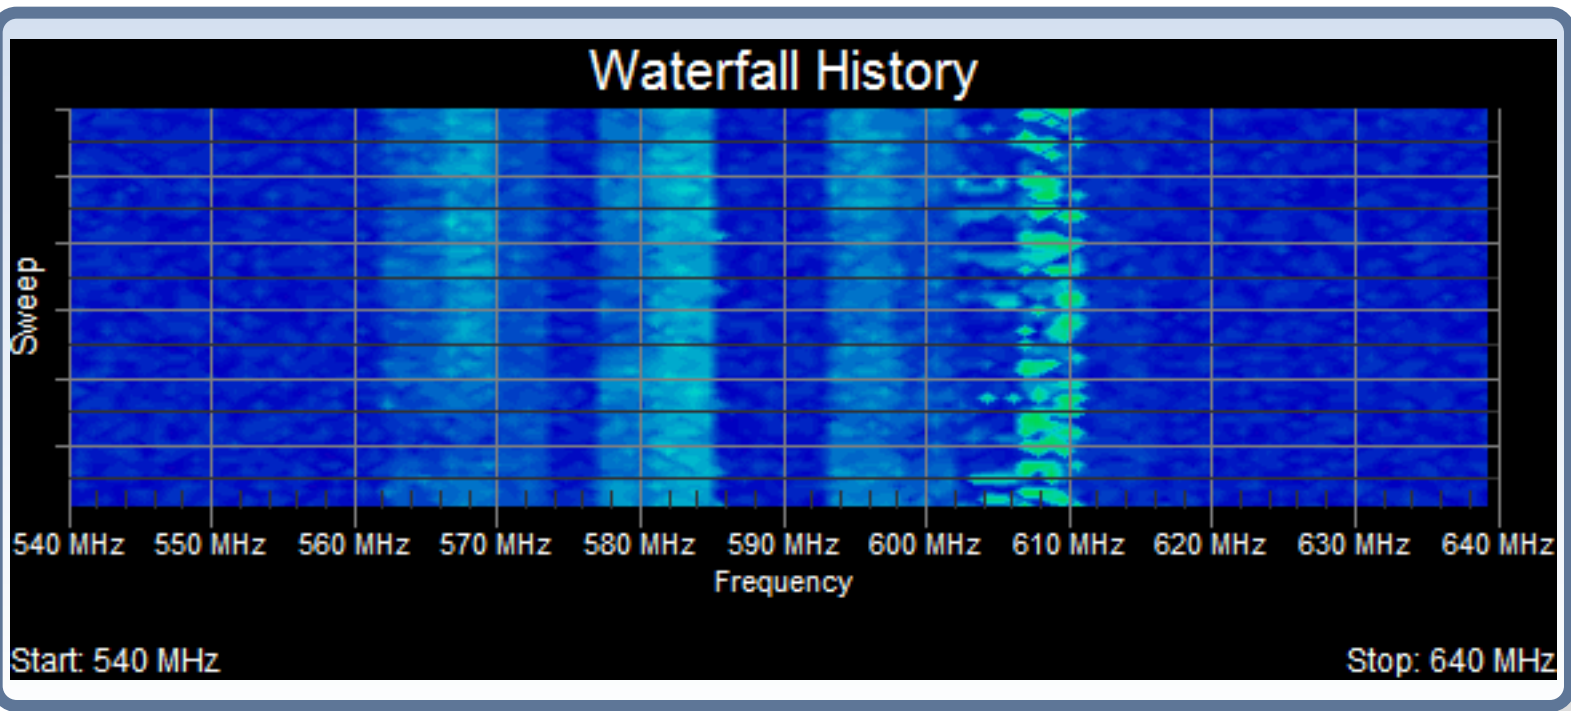 Waterfall History
Sweep
540 MHz 550 MHz 560 MHz 570 MHz 580 MHz 590 MHz 600 MHz 610 MHz 620 MHz 630 MHz 640 MHz
Frequency
Start: 540 MHz Stop: 640 MHz